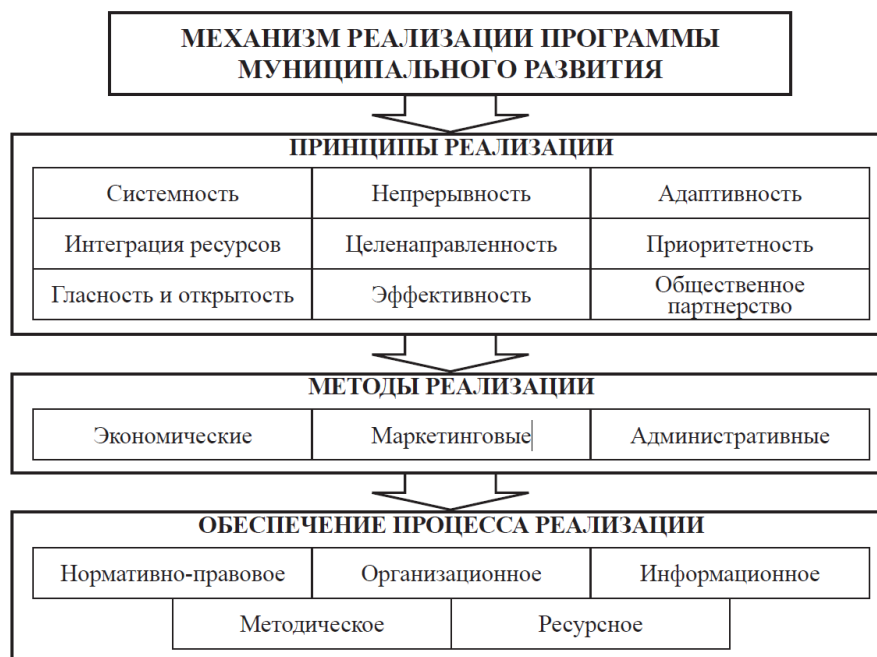 МЕХАНИЗМ РЕАЛИЗАЦИИ ПРОГРАММЫ
МУНИЦИПАЛЬНОГО РАЗВИТИЯ
ПРИНЦИПЫ РЕАЛИЗАЦИИ
Системность
Непрерывность
Адаптивность
Интеграция ресурсов
Целенаправленность
Приоритетность
Гласность и открытость
Эффективность
Общественное
партнерство
МЕТОДЫ РЕАЛИЗАЦИИ
Экономические
Маркетинговые
Административные
ОБЕСПЕЧЕНИЕ ПРОЦЕССА РЕАЛИЗАЦИИ
Нормативно-правовое
Организационное
Информационное
Методическое
Ресурсное